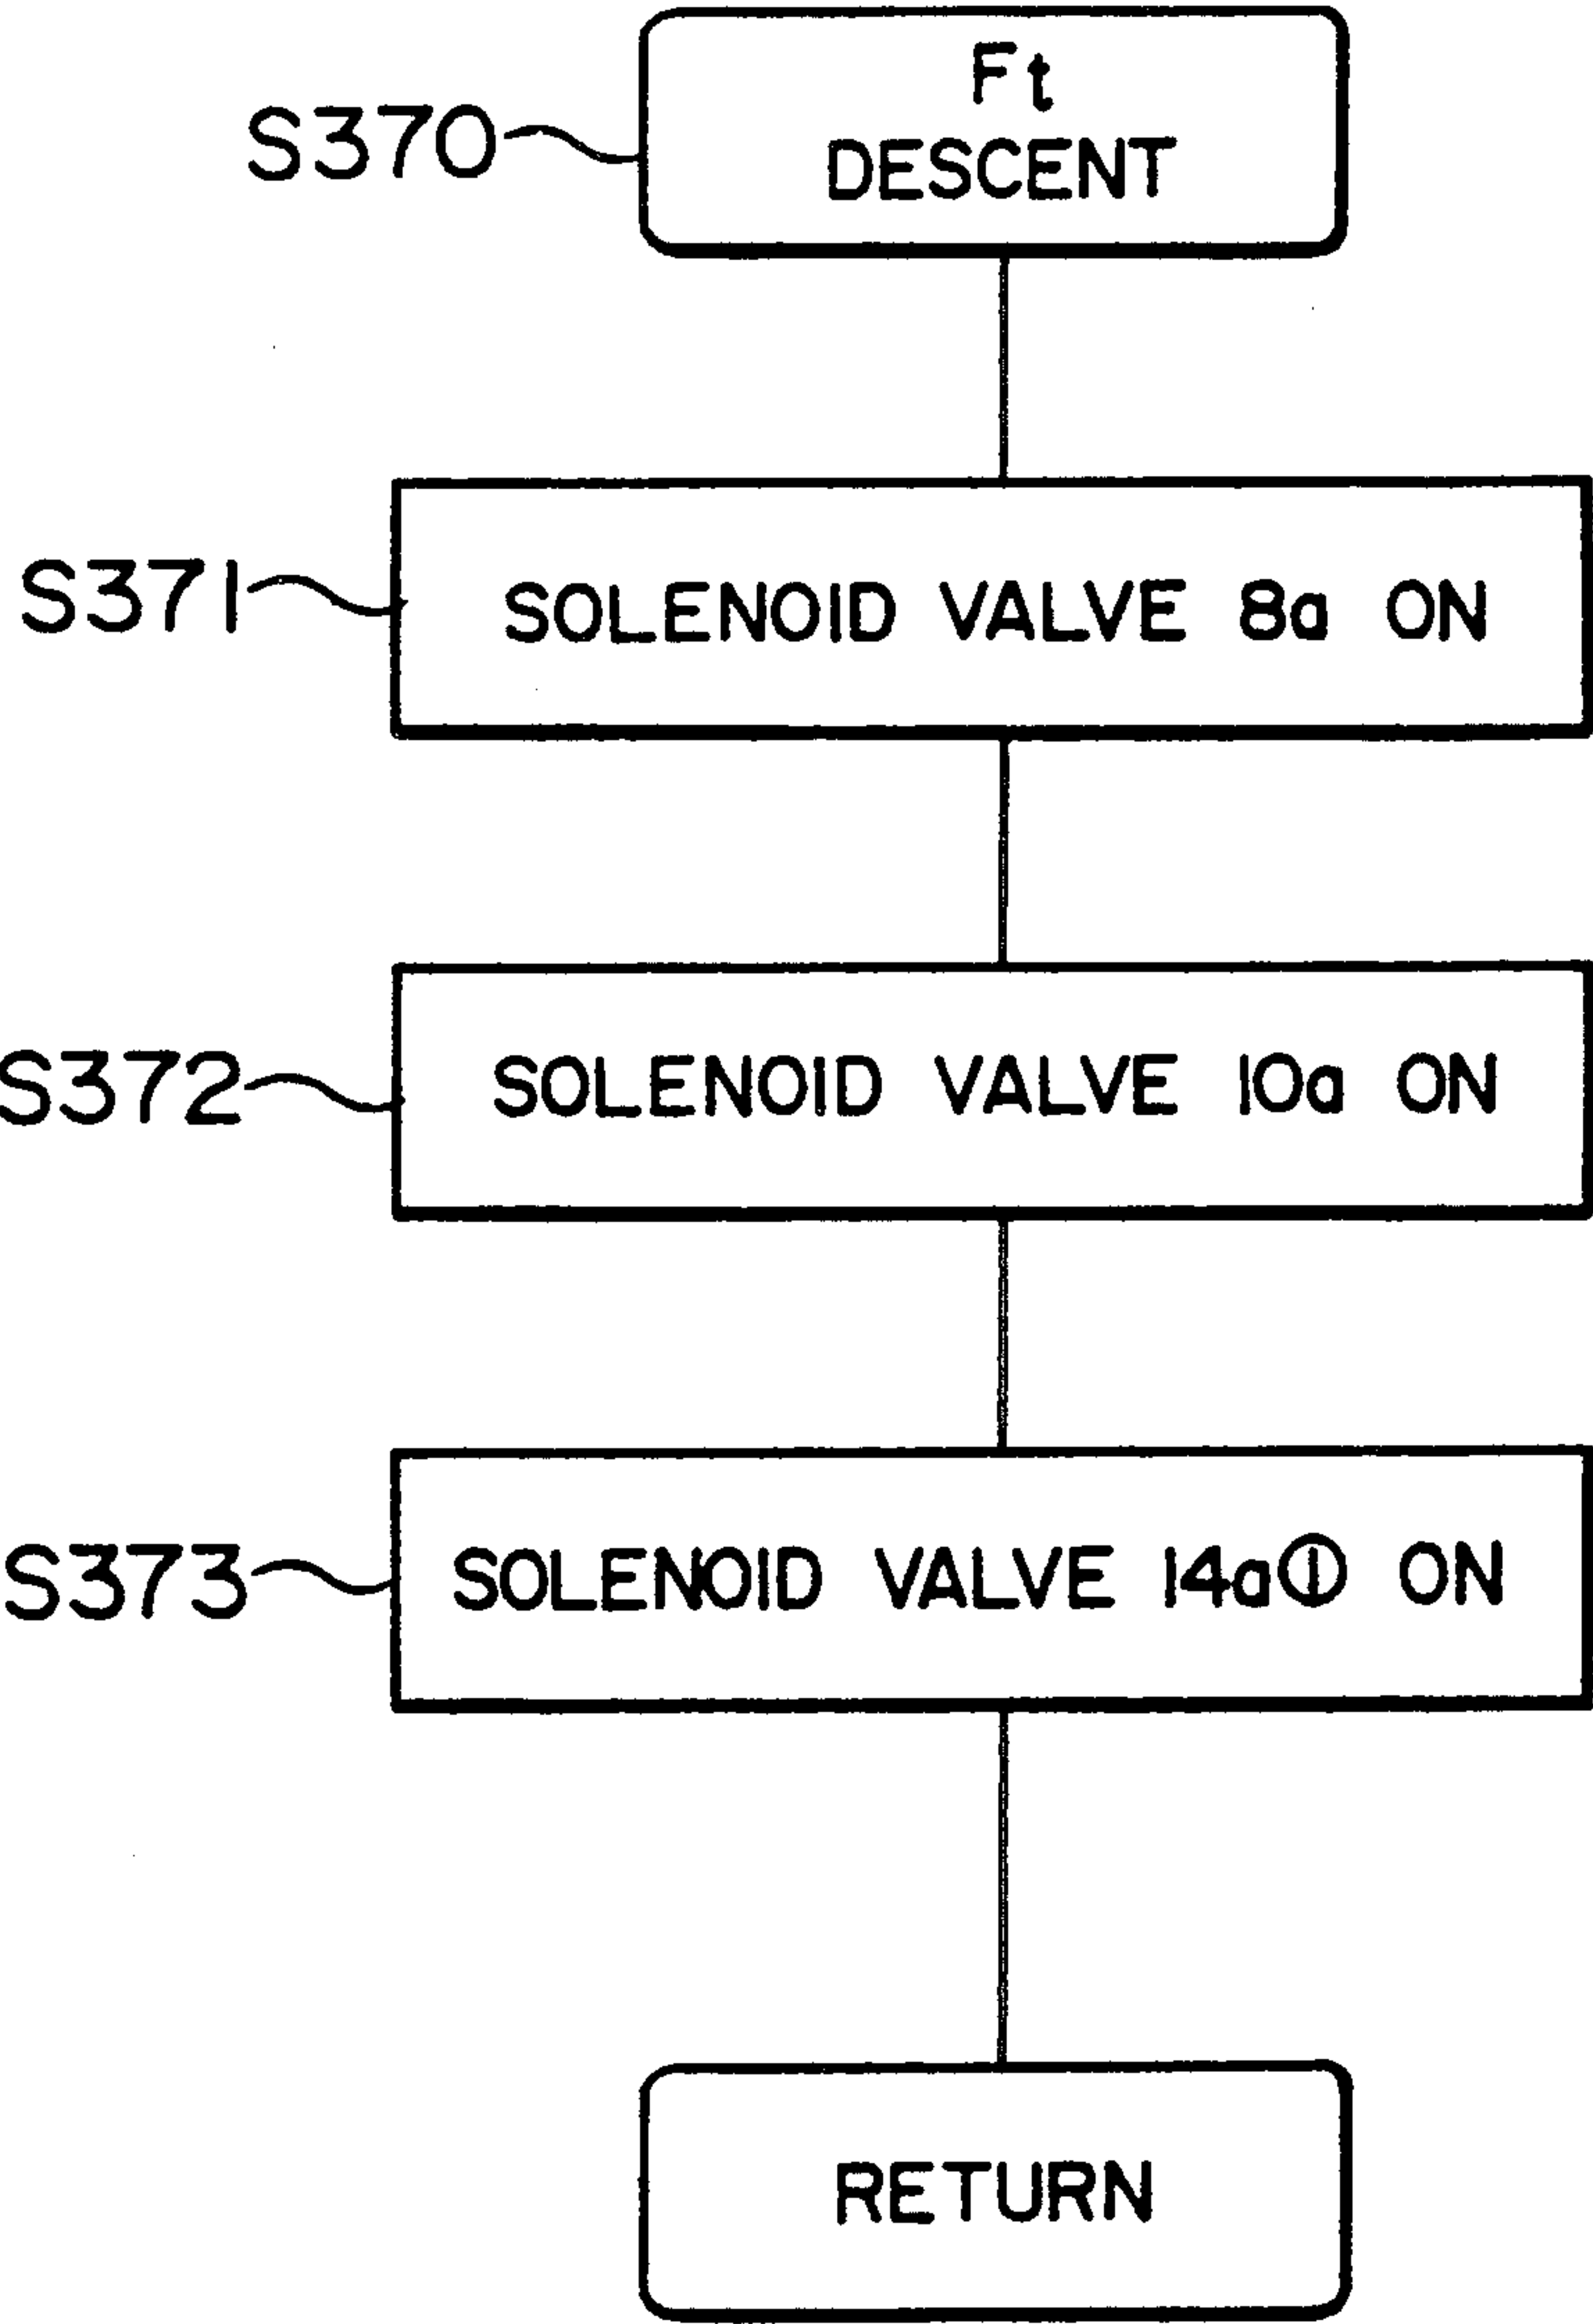 Ft
S370
DESCENT
S371 SOLENOID VALVE 8a ON
S372 SOLENOID VALVE 10a ON
S373 SOLENOID VALVE 14a① ON
RETURN